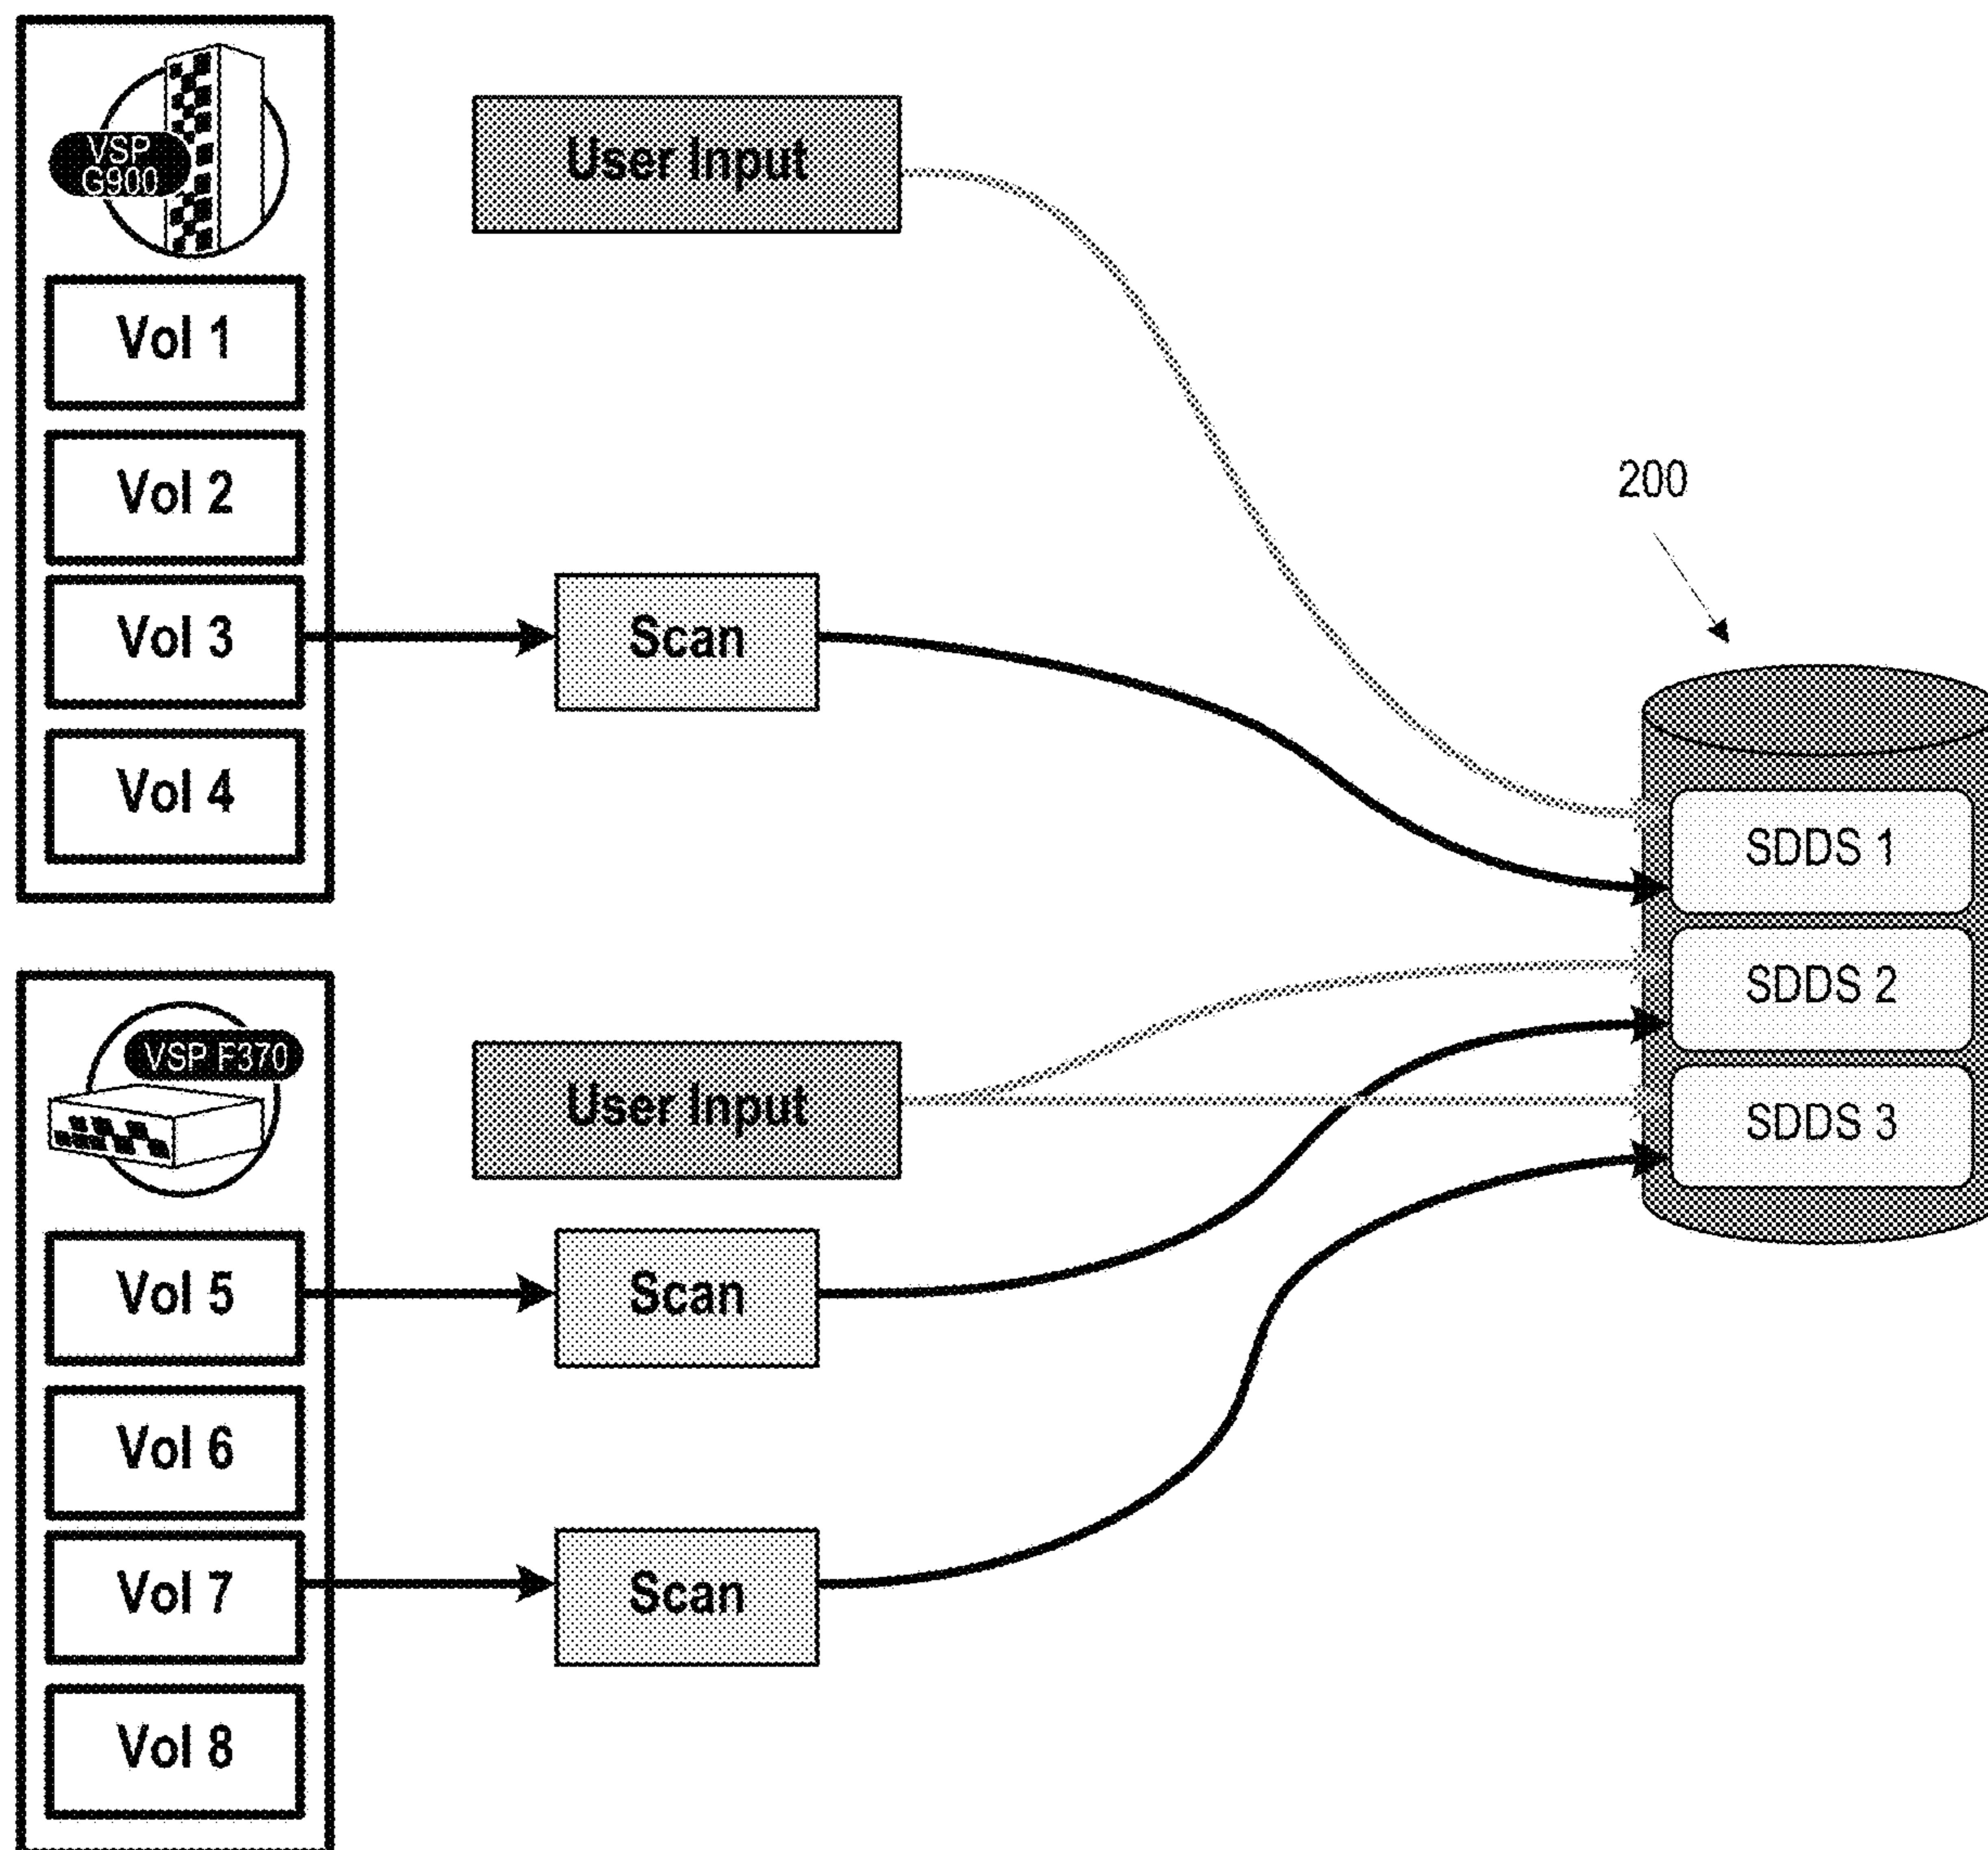 VSP
G900
Vol 1
Vol 2
Vol 3
Vol 4
User Input
Scan
200
SDDS 1
SDDS 2
SDDS 3
VSP F370
Vol 5
Vol 6
Vol 7
Vol 8
User Input
Scan
Scan